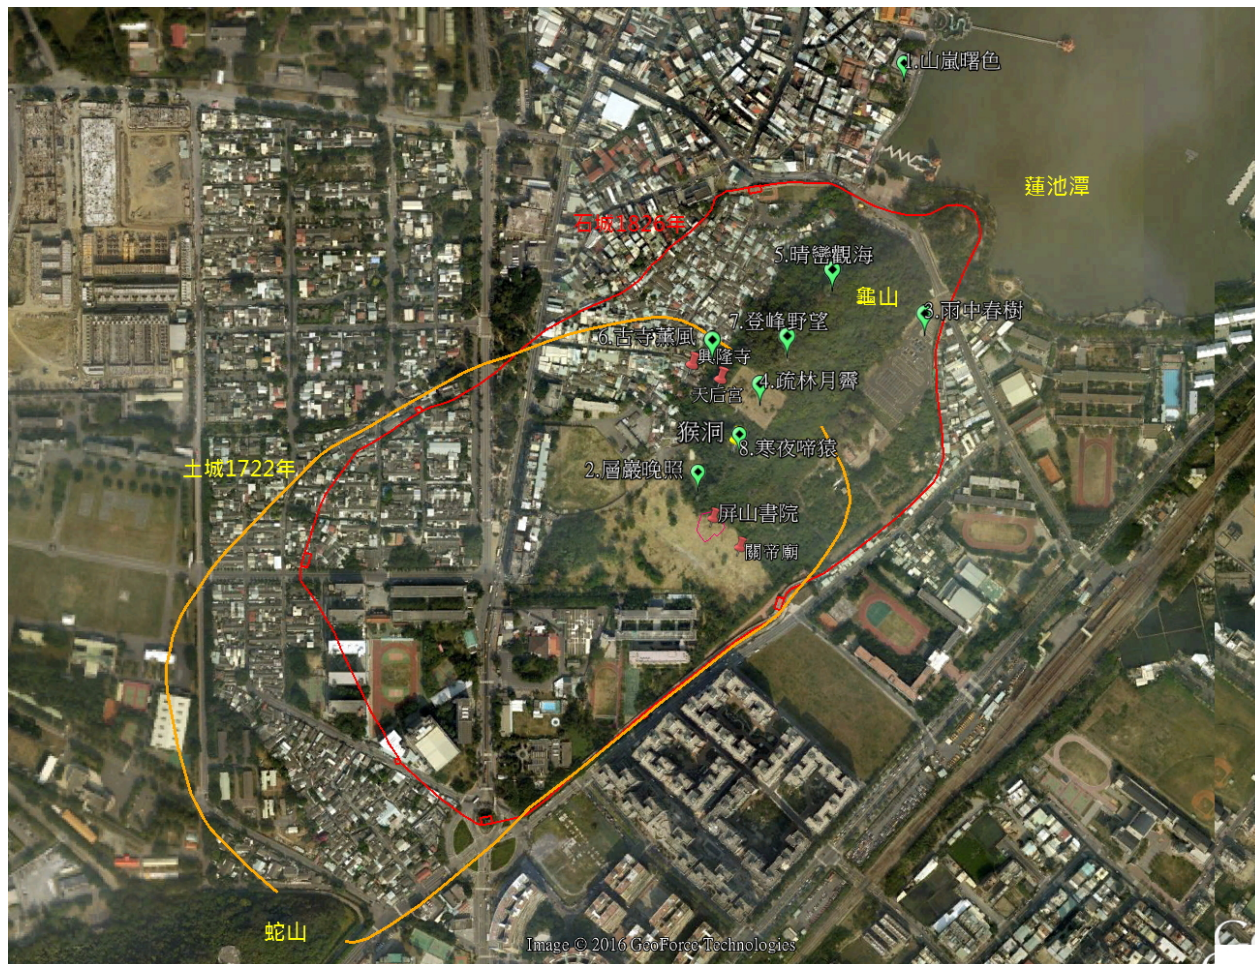 1.山嵐曙色
蓮池潭
石城1826年
5.晴巒觀海
龜山
3.雨中春樹
7.登峰野望
6.古寺薰風
興隆寺
4.疏林月霽
天后宮
猴洞
8.寒夜啼猿
土城1722年
2.層巖晚照
屏山書院
關帝廟
蛇山
Image © 2016 GeoForce Technologies